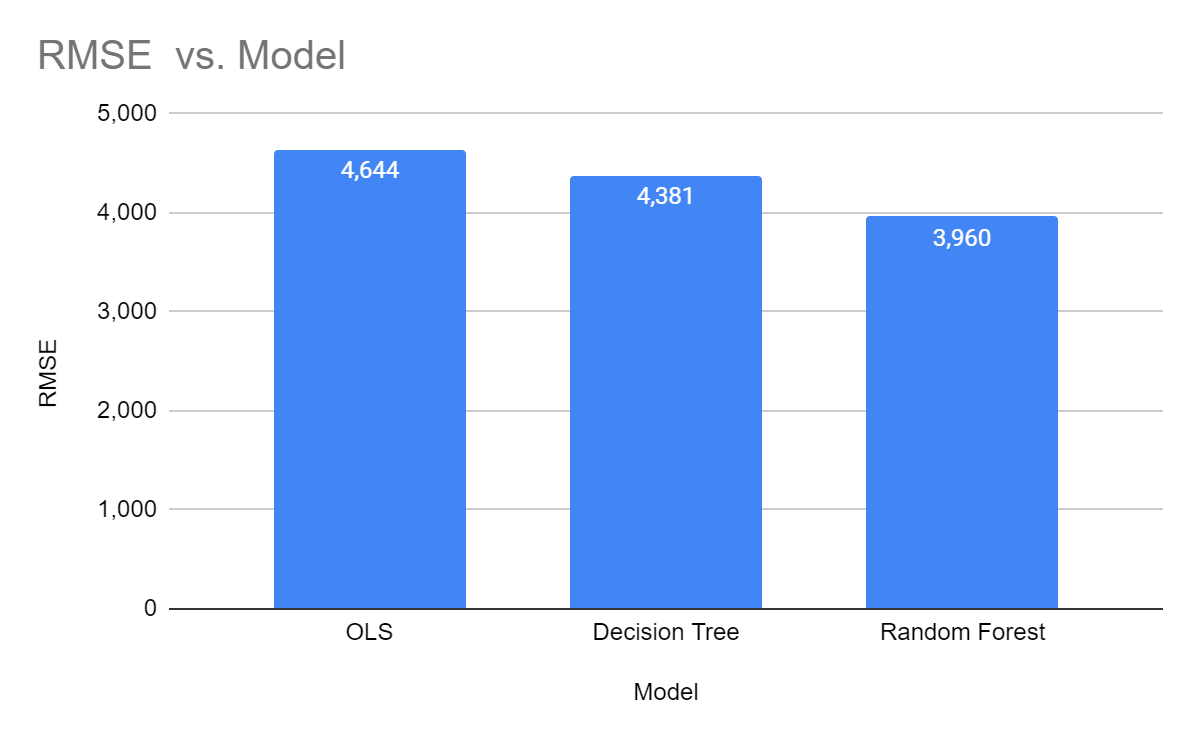 RMSE  vs. Model
5,000
4,000
3,000
2,000
1,000
0
RMSE
4,644
4,381
3,960
OLS
Decision Tree
Random Forest
Model